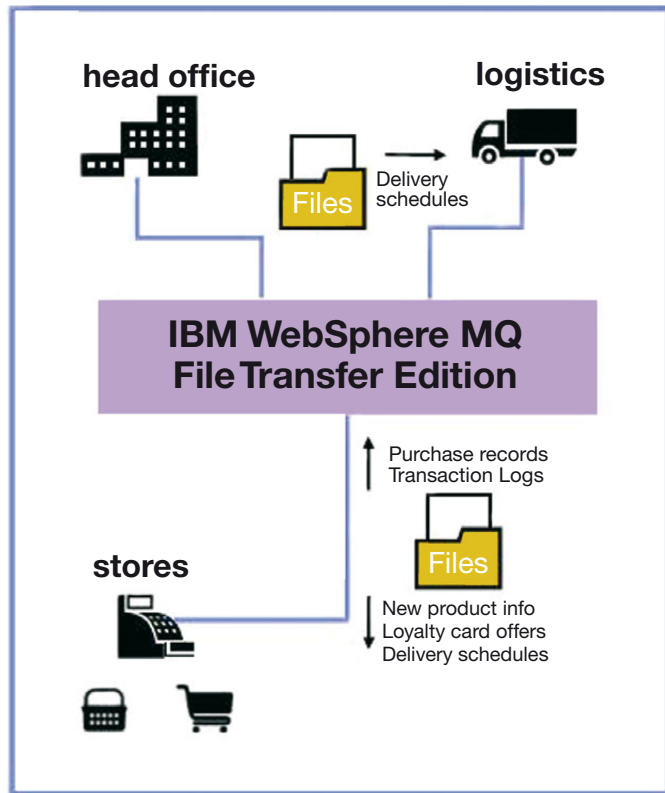 head office
logistics
Files
Delivery
schedules
IBM WebSphere MQ
File Transfer Edition
Purchase records
Transaction Logs
Files
stores
New product info
Loyalty card offers
Delivery schedules